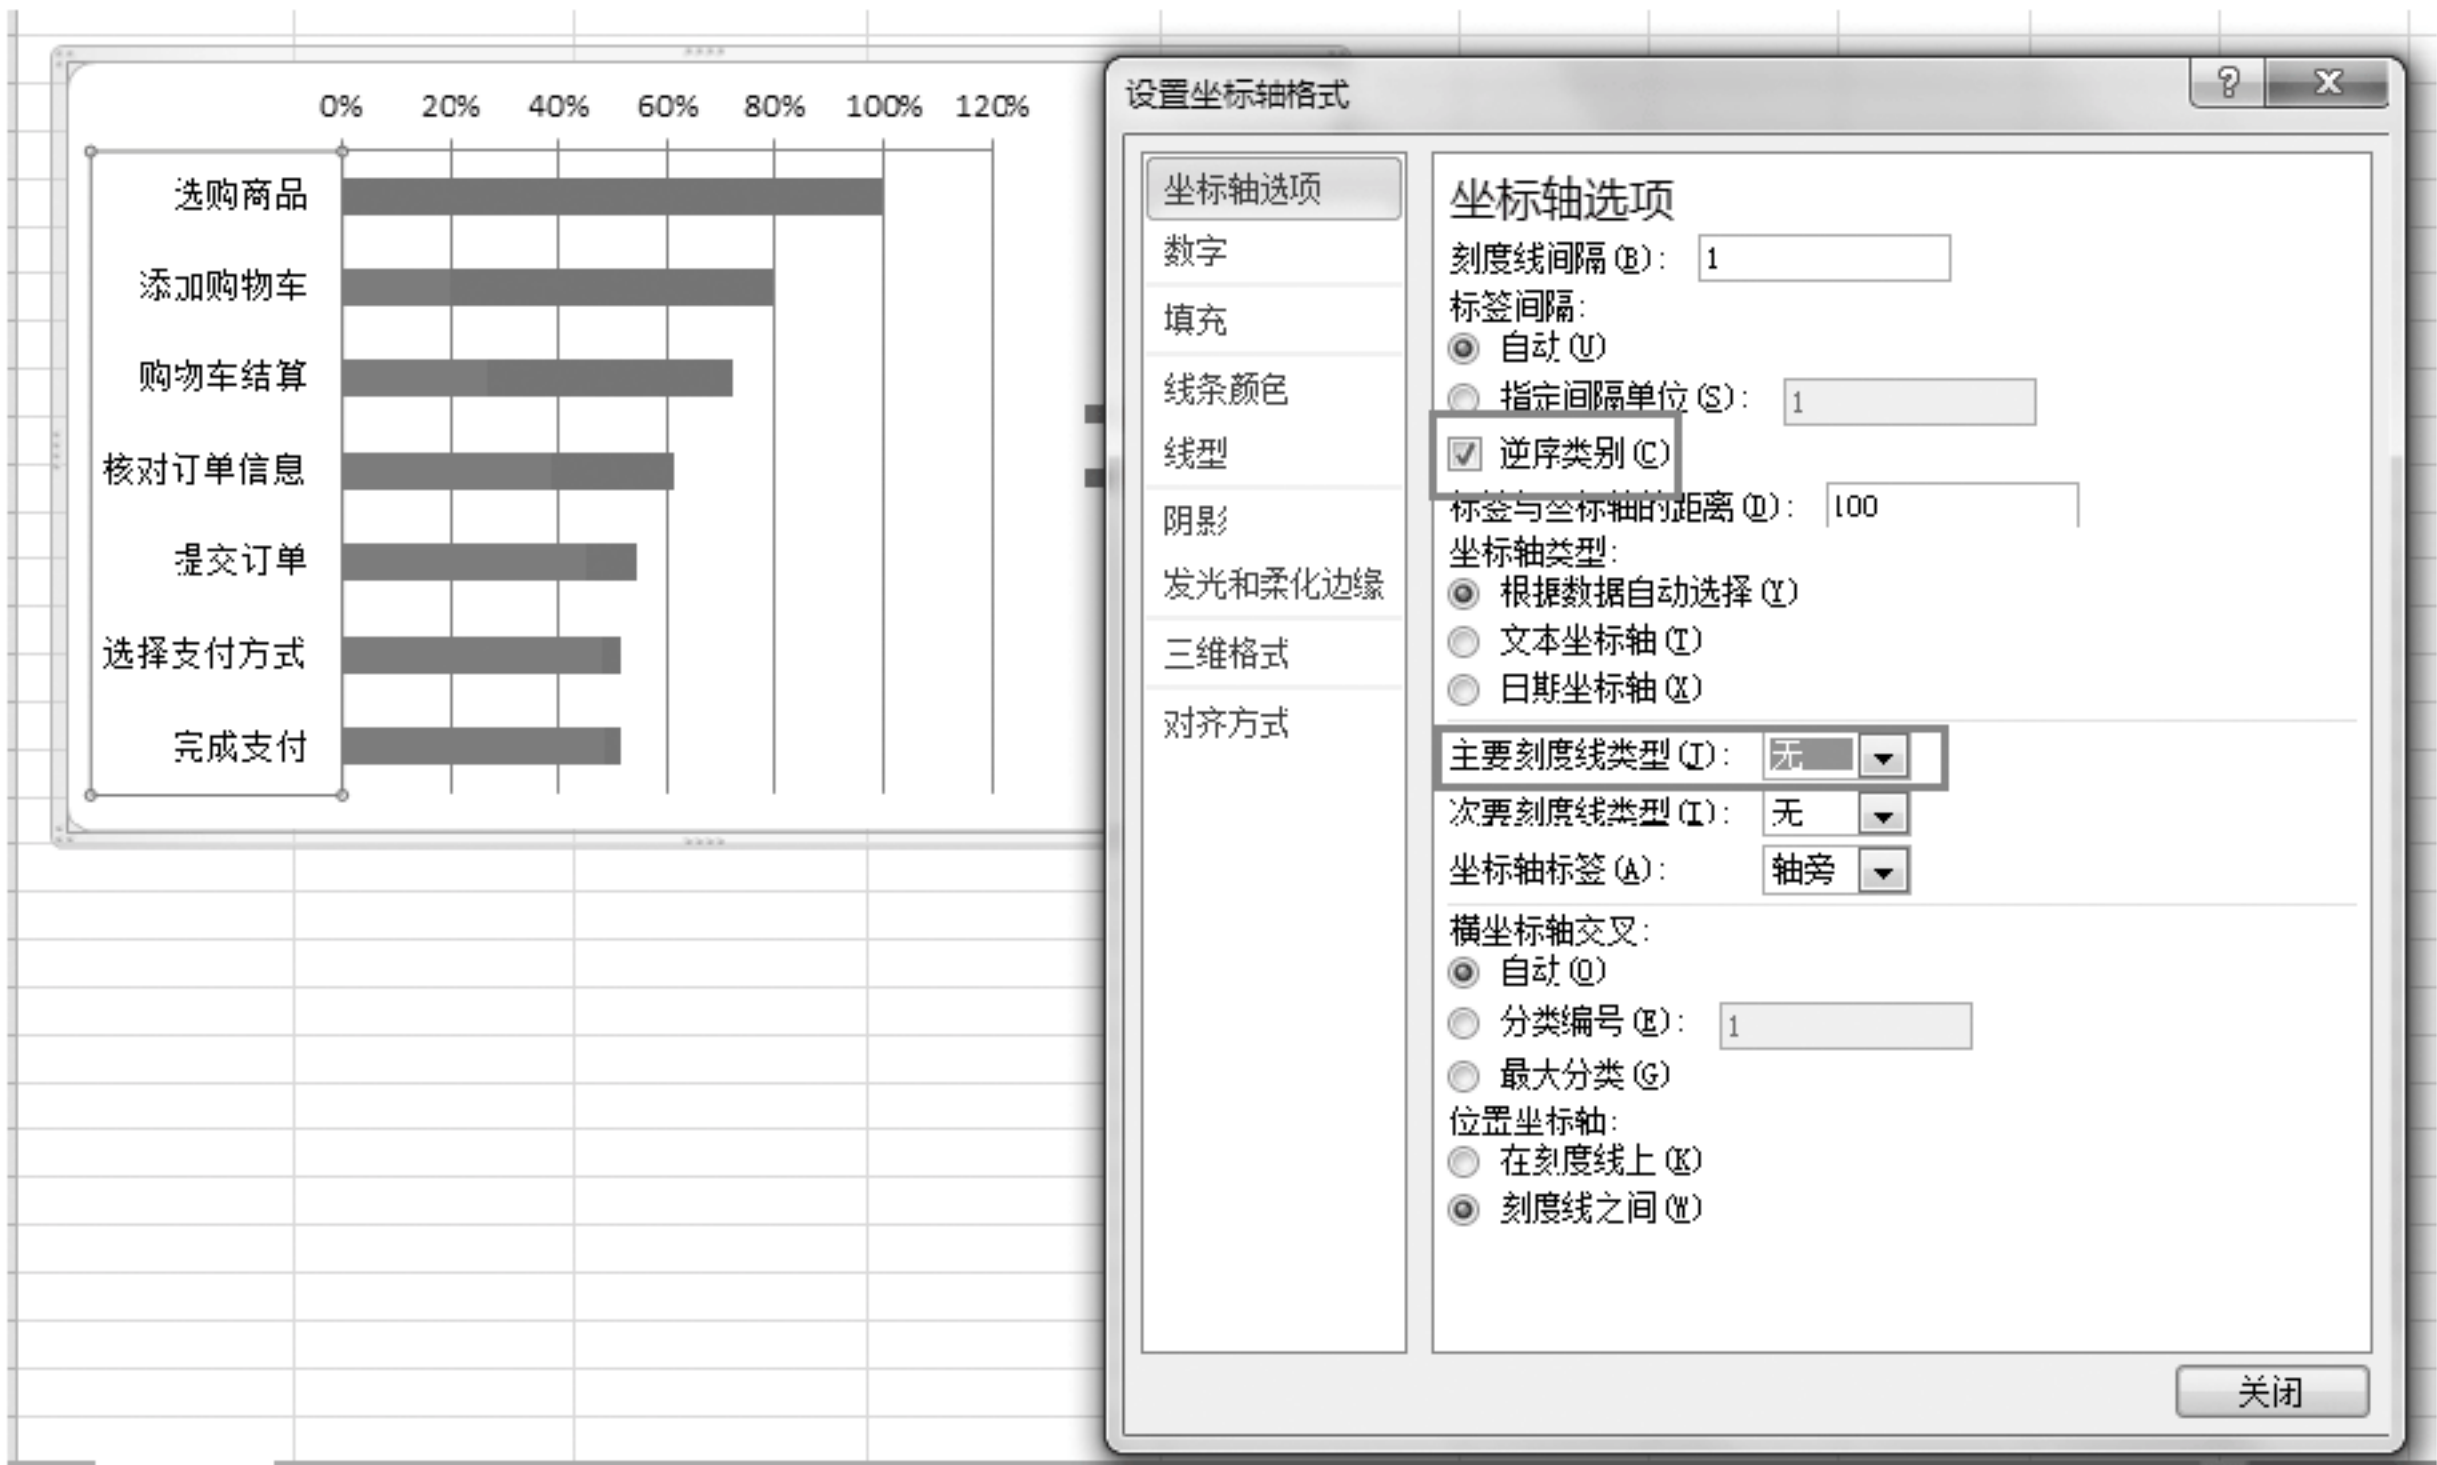 0% 20% 40% 60% 80% 100% 120%
选购商品
添加购物车
购物车结算
核对订单信息
提交订单
选择支付方式
完成支付
设置坐标轴格式
坐标轴选项
数字
填充
线条颜色
线型
阴影
发光和柔化边缘
三维格式
对齐方式
坐标轴选项
刻度线间隔(B): 1
标签间隔:
自动(U)
指定间隔单位(S): 1
逆序类别(C)
标签与坐标轴的距离(D): 100
坐标轴类型:
根据数据自动选择(Y)
文本坐标轴(T)
日期坐标轴(X)
主要刻度线类型(J): 无
次要刻度线类型(I): 无
坐标轴标签(A): 轴旁
横坐标轴交叉:
自动(O)
分类编号(E): 1
最大分类(G)
位置坐标轴:
在刻度线上(K)
刻度线之间(W)
关闭